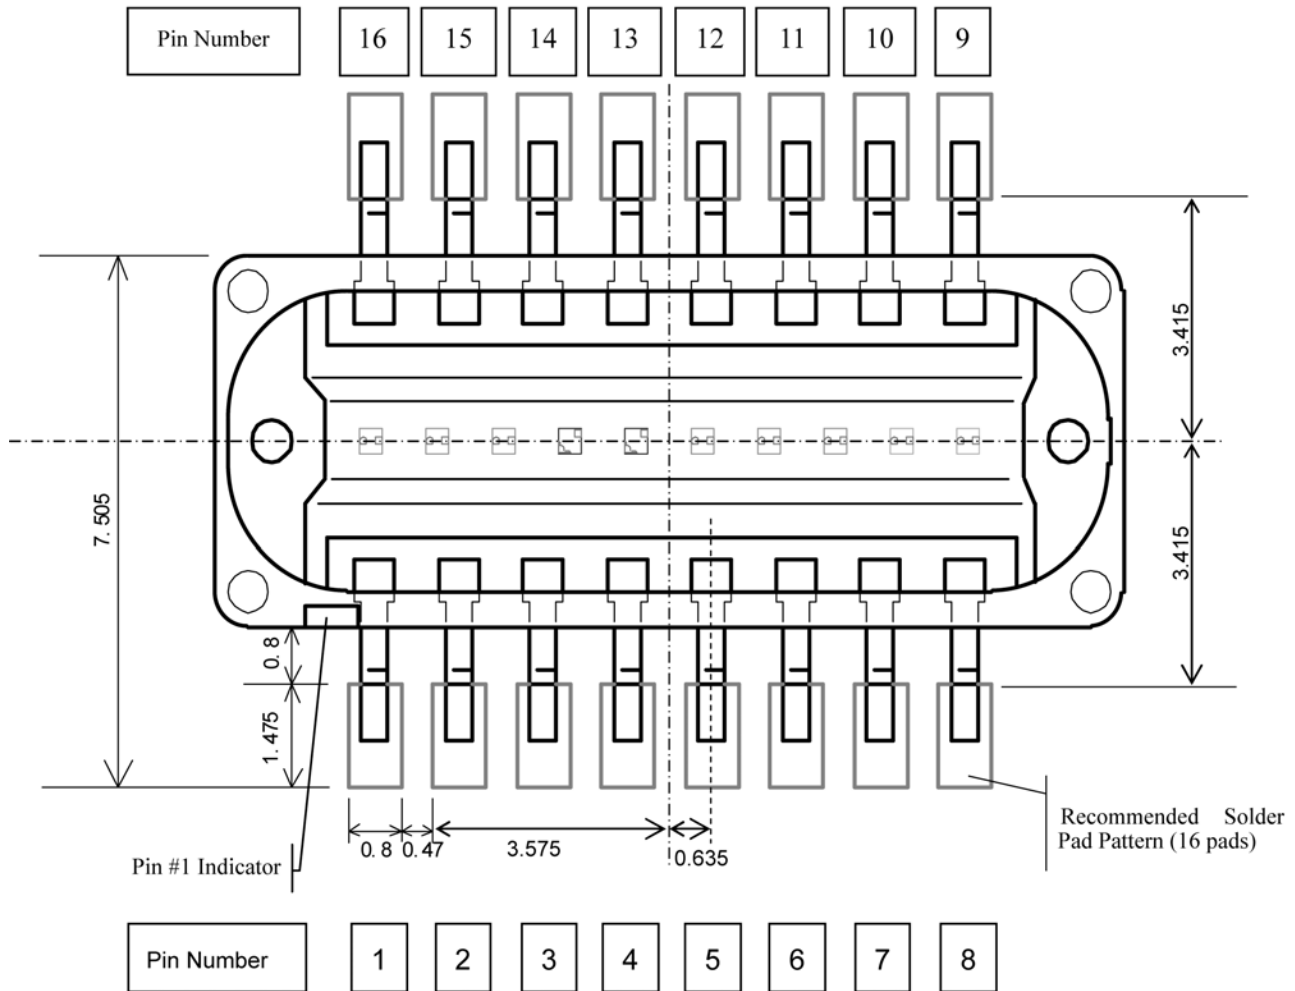 Pin Number 16 15 14 13 12 11 10 9
3.415
7.505
3.415
0.8
1.475
0.8 0.47 3.575 0.635
Recommended Solder
Pad Pattern (16 pads)
Pin #1 Indicator
Pin Number 1 2 3 4 5 6 7 8